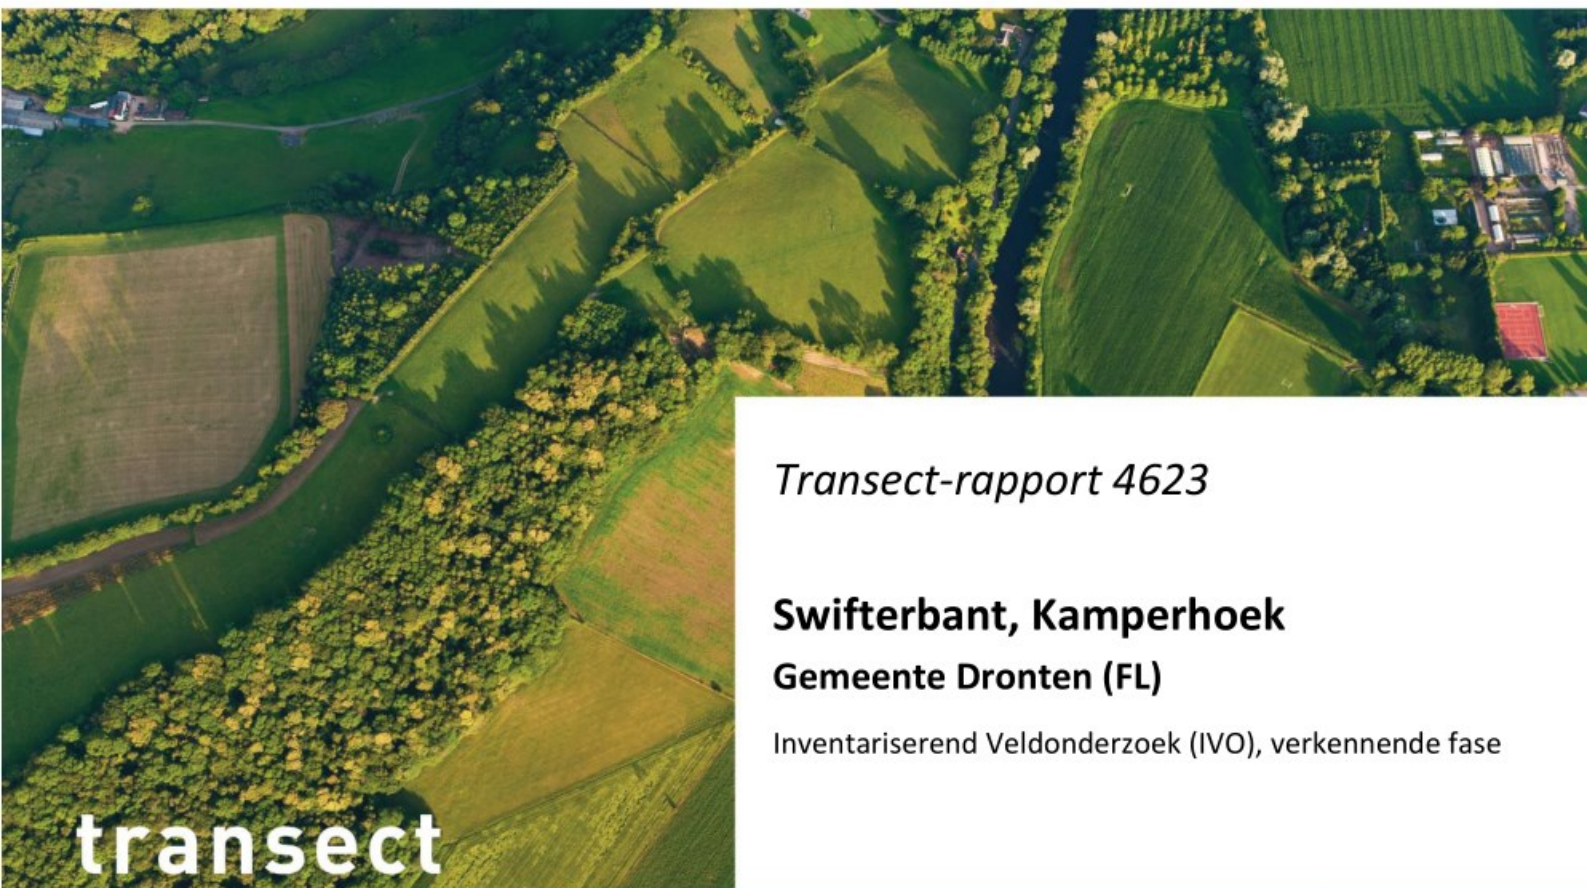 Transect-rapport 4623
Swifterbant, Kamperhoek
Gemeente Dronten (FL)
Inventariserend Veldonderzoek (IVO), verkennende fase
transect